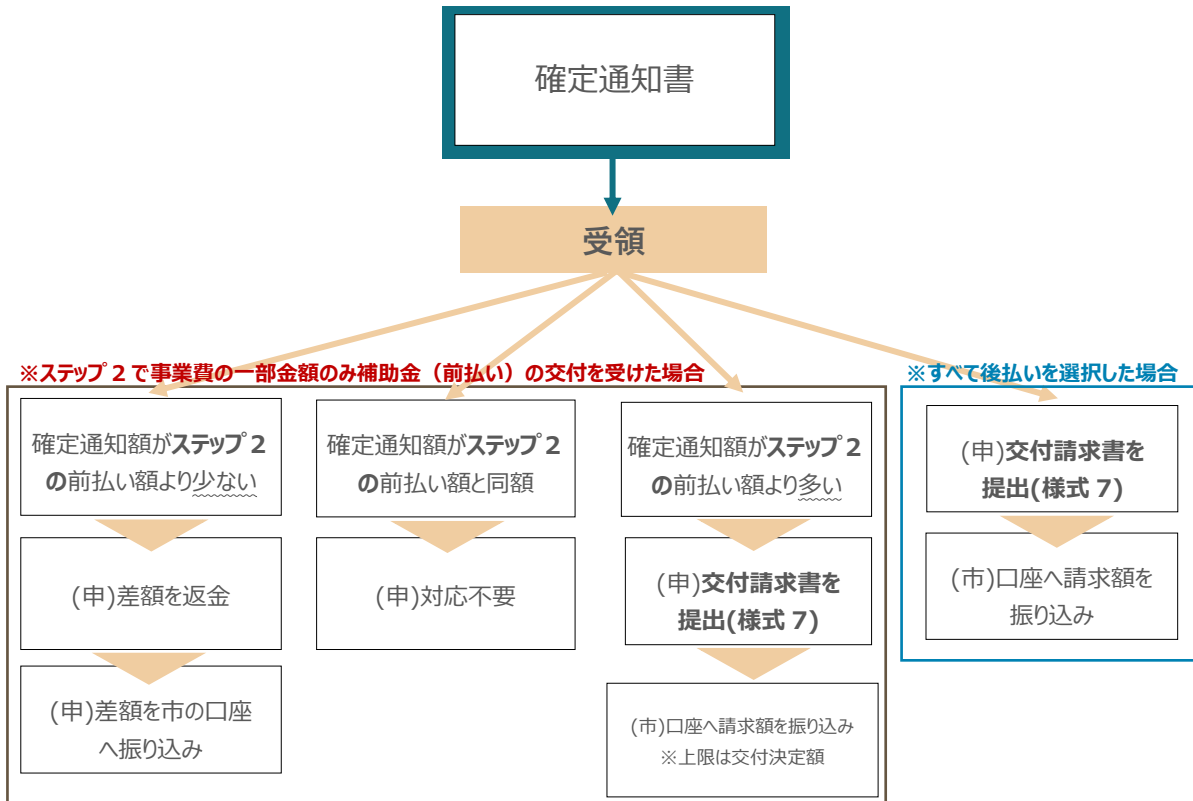 確定通知書
受領
※ステップ2で事業費の一部金額のみ補助金（前払い）の交付を受けた場合
確定通知額がステップ2
の前払い額より少ない
(申)差額を返金
(申)差額を市の口座
へ振り込み
確定通知額がステップ2
の前払い額と同額
(申)対応不要
確定通知額がステップ2
の前払い額より多い
(申)交付請求書を
提出(様式7)
(市)口座へ請求額を振り込み
※上限は交付決定額
※すべて後払いを選択した場合
(申)交付請求書を
提出(様式7)
(市)口座へ請求額を
振り込み